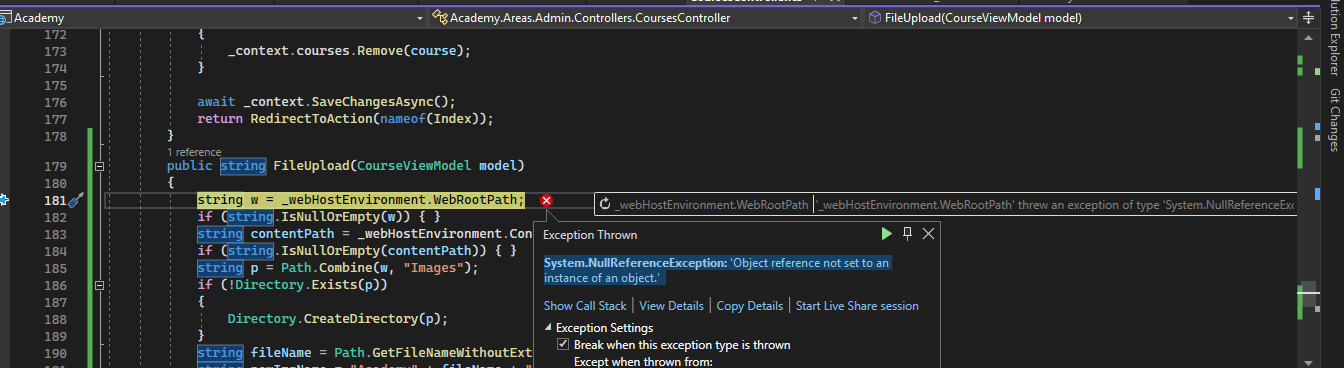 Academy
Academy.Areas.Admin.Controllers.CoursesController
FileUpload(CourseViewModel model)
172 {
173 _context.courses.Remove(course);
174 }
175
176 await _context.SaveChangesAsync();
177 return RedirectToAction(nameof(Index));
178 }
1 reference
179 public string FileUpload(CourseViewModel model)
180 {
181 string w = _webHostEnvironment.WebRootPath;
_webHostEnvironment.WebRootPath '_webHostEnvironment.WebRootPath' threw an exception of type 'System.NullReferenceExc
182 if (string.IsNullOrEmpty(w)) { }
183 string contentPath = _webHostEnvironment.Con
184 if (string.IsNullOrEmpty(contentPath)) { }
185 string p = Path.Combine(w, "Images");
186 if (!Directory.Exists(p))
187 {
188 Directory.CreateDirectory(p);
189 }
190 string fileName = Path.GetFileNameWithoutExt
Exception Thrown
System.NullReferenceException: 'Object reference not set to an
instance of an object.'
Show Call Stack | View Details | Copy Details | Start Live Share session
Exception Settings
Break when this exception type is thrown
Except when thrown from:
lution Explorer
Git Changes